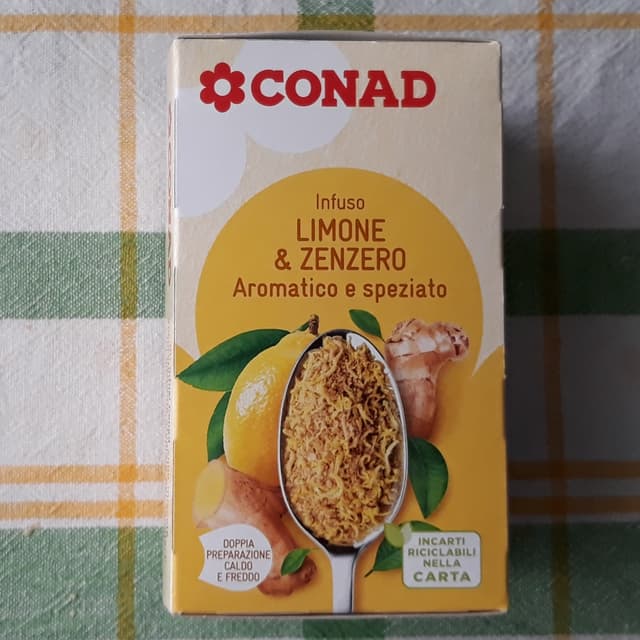 CONAD
Infuso
LIMONE
& ZENZERO
Aromatico e speziato
DOPPIA
PREPARAZIONE
CALDO
E FREDDO
INCARTI
RICICLABILI
NELLA
CARTA